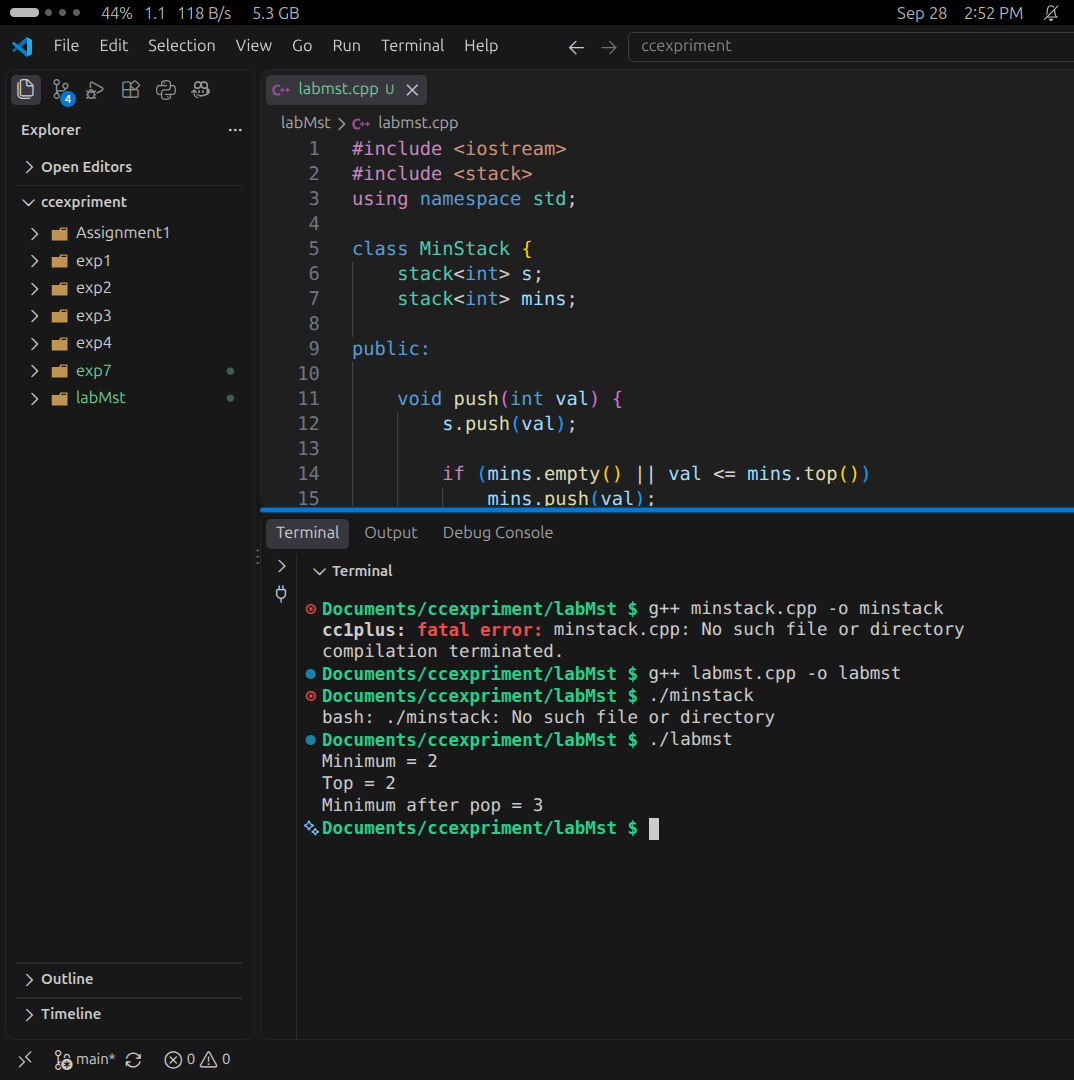 44% 1.1 118 B/s 5.3 GB Sep 28 2:52 PM
File Edit Selection View Go Run Terminal Help ccexpriment
4
labmst.cpp U
Explorer
labMst > labmst.cpp
Open Editors
ccexpriment
Assignment1
exp1
exp2
exp3
exp4
exp7
labMst
1 #include <iostream>
2 #include <stack>
3 using namespace std;
4
5 class MinStack {
6 stack<int> s;
7 stack<int> mins;
8
9 public:
10
11 void push(int val) {
12 s.push(val);
13
14 if (mins.empty() || val <= mins.top())
15 mins.push(val);
Terminal Output Debug Console
Terminal
Documents/ccexpriment/labMst $ g++ minstack.cpp -o minstack
cc1plus: fatal error: minstack.cpp: No such file or directory
compilation terminated.
Documents/ccexpriment/labMst $ g++ labmst.cpp -o labmst
Documents/ccexpriment/labMst $ ./minstack
bash: ./minstack: No such file or directory
Documents/ccexpriment/labMst $ ./labmst
Minimum = 2
Top = 2
Minimum after pop = 3
Documents/ccexpriment/labMst $
Outline
Timeline
main* 0 0